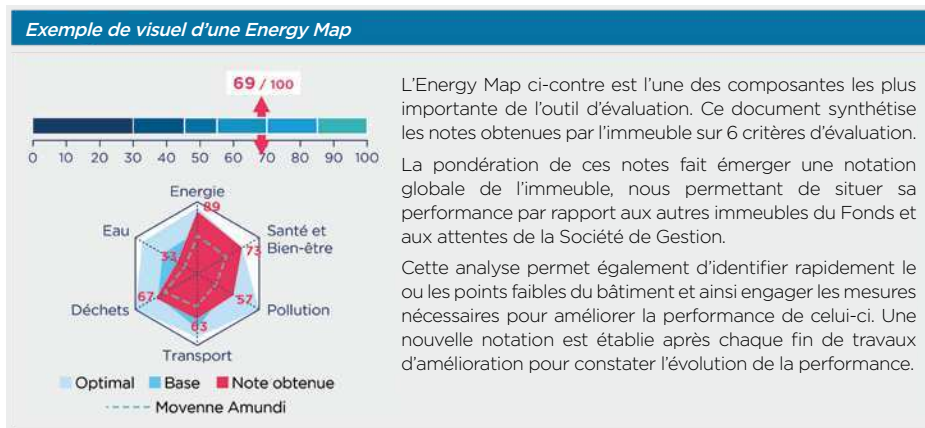 Exemple de visuel d'une Energy Map
69 / 100
0 10 20 30 40 50 60 70 80 90 100
Energie
89
Eau
Santé et
Bien-être
33
73
67
57
Déchets
Pollution
63
Transport
Optimal Base Note obtenue
Movenne Amundi
L'Energy Map ci-contre est l'une des composantes les plus
importante de l'outil d'évaluation. Ce document synthétise
les notes obtenues par l'immeuble sur 6 critères d'évaluation.
La pondération de ces notes fait émerger une notation
globale de l'immeuble, nous permettant de situer sa
performance par rapport aux autres immeubles du Fonds et
aux attentes de la Société de Gestion.
Cette analyse permet également d'identifier rapidement le
ou les points faibles du bâtiment et ainsi engager les mesures
nécessaires pour améliorer la performance de celui-ci. Une
nouvelle notation est établie après chaque fin de travaux
d'amélioration pour constater l'évolution de la performance.